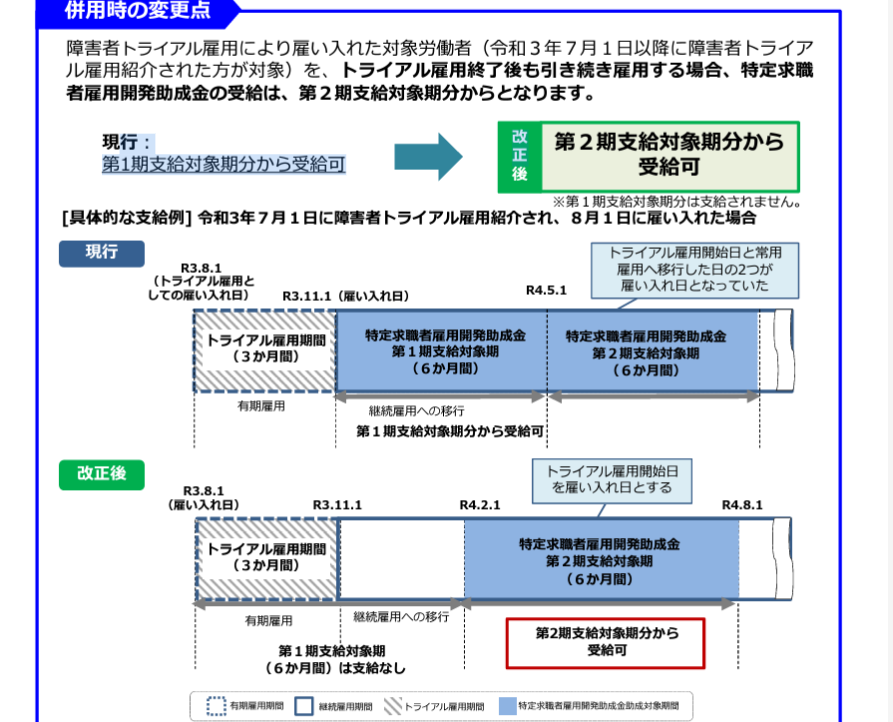 併用時の変更点
障害者トライアル雇用により雇い入れた対象労働者（令和３年７月１日以降に障害者トライア
ル雇用紹介された方が対象）を、トライアル雇用終了後も引き続き雇用する場合、特定求職
者雇用開発助成金の受給は、第２期支給対象期分からとなります。
現行：
第1期支給対象期分から受給可
改正後
第２期支給対象期分から
受給可
※第１期支給対象期分は支給されません。
[具体的な支給例] 令和3年７月１日に障害者トライアル雇用紹介され、８月１日に雇い入れた場合
現行
トライアル雇用開始日と常用
雇用へ移行した日の2つが
雇い入れ日となっていた
R3.8.1
（トライアル雇用と
しての雇い入れ日）
R3.11.1（雇い入れ日）
R4.5.1
トライアル雇用期間
（３か月間）
特定求職者雇用開発助成金
第１期支給対象期
（６か月間）
特定求職者雇用開発助成金
第２期支給対象期
（６か月間）
有期雇用
継続雇用への移行
第１期支給対象期分から受給可
改正後
トライアル雇用開始日
を雇い入れ日とする
R3.8.1
（雇い入れ日）
R3.11.1
R4.2.1
R4.8.1
トライアル雇用期間
（３か月間）
特定求職者雇用開発助成金
第２期支給対象期
（６か月間）
有期雇用
継続雇用への移行
第１期支給対象期
（６か月間）は支給なし
第2期支給対象期分から
受給可
有期雇用期間
継続雇用期間
トライアル雇用期間
特定求職者雇用開発助成金助成対象期間